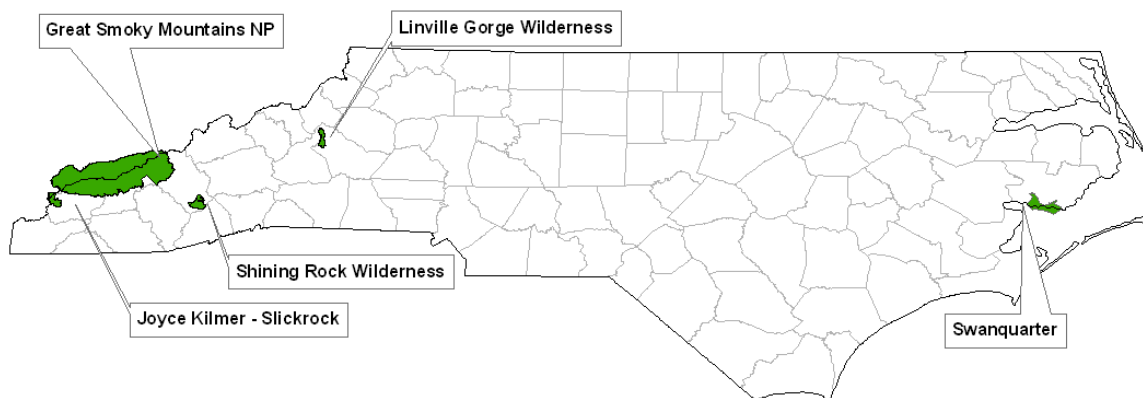 Great Smoky Mountains NP
Linville Gorge Wilderness
Shining Rock Wilderness
Joyce Kilmer - Slickrock
Swanquarter